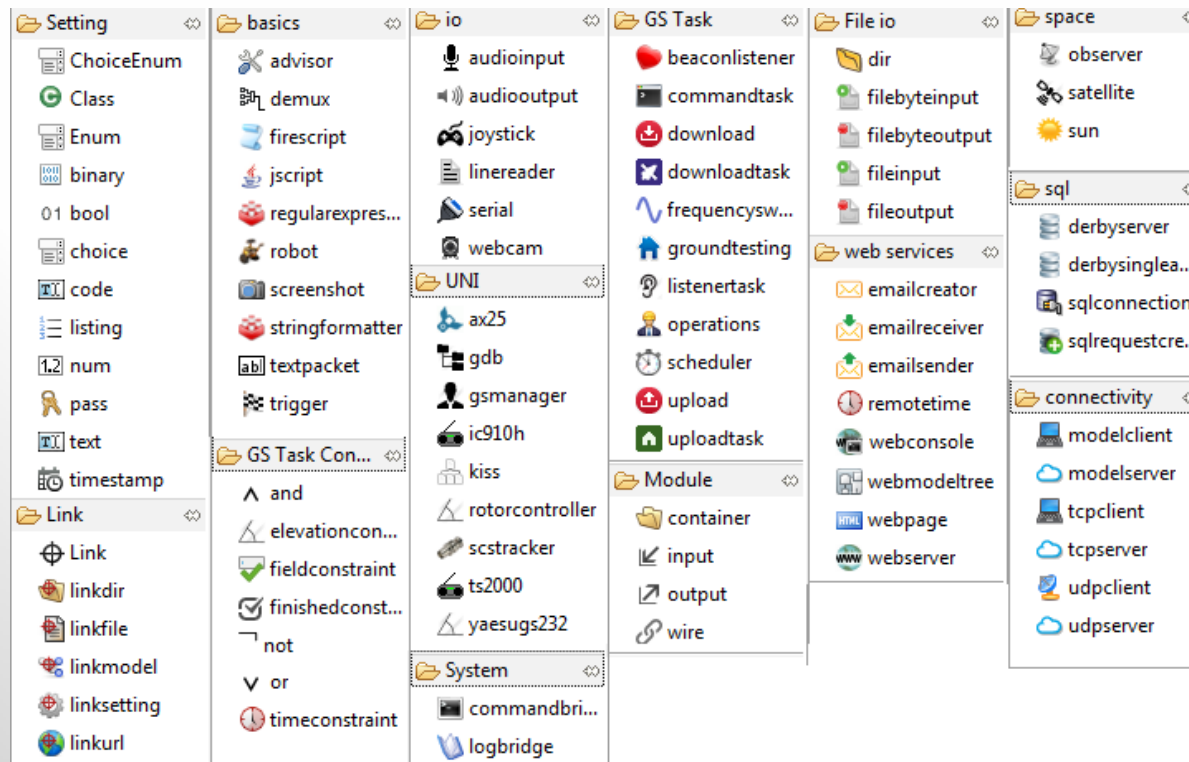 Setting
ChoiceEnum
Class
Enum
binary
01 bool
choice
code
listing
1.2 num
pass
text
timestamp
Link
Link
linkdir
linkfile
linkmodel
linksetting
linkurl
basics
advisor
demux
firescript
jscript
regularexpres...
robot
screenshot
stringformatter
ab textpacket
trigger
GS Task Con...
and
elevationcon...
fieldconstraint
finishedconst...
not
or
timeconstraint
io
audioinput
audiooutput
joystick
linereader
serial
webcam
UNI
ax25
gdb
gsmanager
ic910h
kiss
rotorcontroller
scstracker
ts2000
yaesugs232
System
commandbri...
logbridge
GS Task
beaconlistener
commandtask
download
downloadtask
frequencysw...
groundtesting
listenertask
operations
scheduler
upload
uploadtask
Module
container
input
output
wire
File io
dir
filebyteinput
filebyteoutput
fileinput
fileoutput
web services
emailcreator
emailreceiver
emailsender
remotetime
webconsole
webmodeltree
HTML webpage
www webserver
space
observer
satellite
sun
sql
derbyserver
derbysinglea..
sqlconnection
sqlrequestcre.
connectivity
modelclient
modelserver
tcpclient
tcpserver
udpclient
udpserver